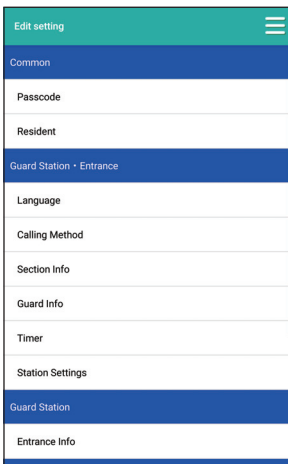 Edit setting
Common
Passcode
Resident
Guard Station・Entrance
Language
Calling Method
Section Info
Guard Info
Timer
Station Settings
Guard Station
Entrance Info